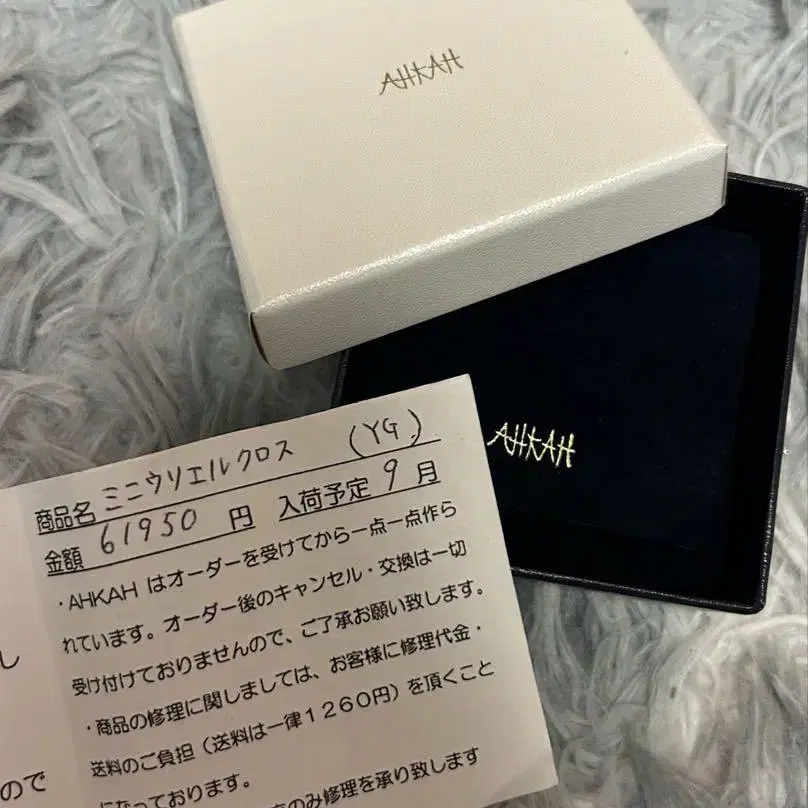 AHKAH
AHKAH
商品名 ミニウリエルクロス (YG)
金額 61950 円 入荷予定 9 月
・AHKAH はオーダーを受けてから一点一点作ら
れています。オーダー後のキャンセル・交換は一切
受け付けておりませんので、ご了承お願い致します。
・商品の修理に関しましては、お客様に修理代金・
送料のご負担（送料は一律１２６０円）を頂くこと
になっております。
のみ修理を承り致します
し
ので